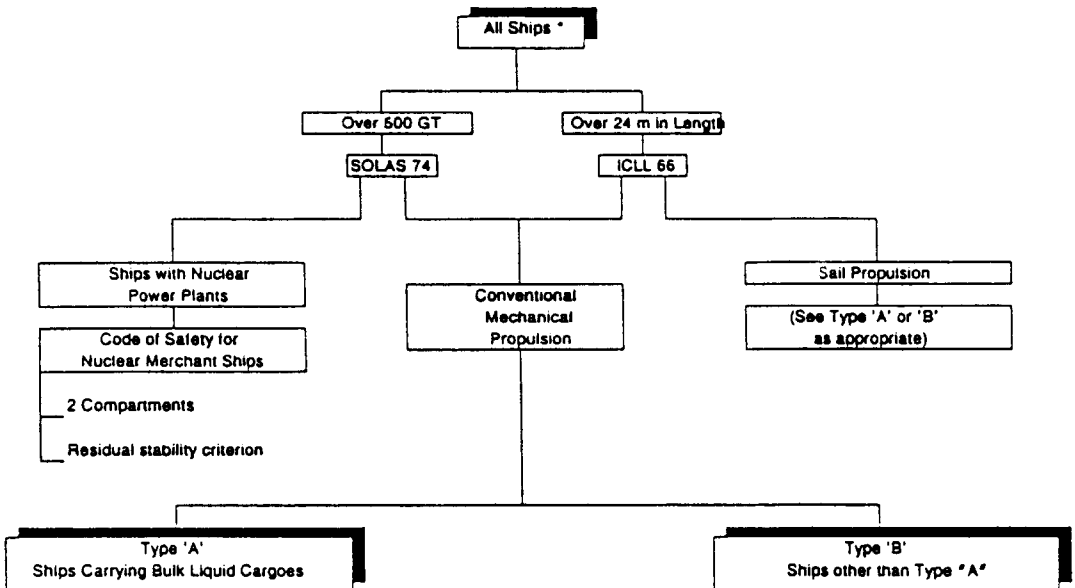 All Ships *
Over 500 GT
Over 24 m in Length
SOLAS 74
ICLL 66
Ships with Nuclear
Power Plants
Conventional
Mechanical
Propulsion
Sail Propulsion
(See Type 'A' or 'B'
as appropriate)
Code of Safety for
Nuclear Merchant Ships
2 Compartments
Residual stability criterion
Type 'A'
Ships Carrying Bulk Liquid Cargoes
Type 'B'
Ships other than Type "A"